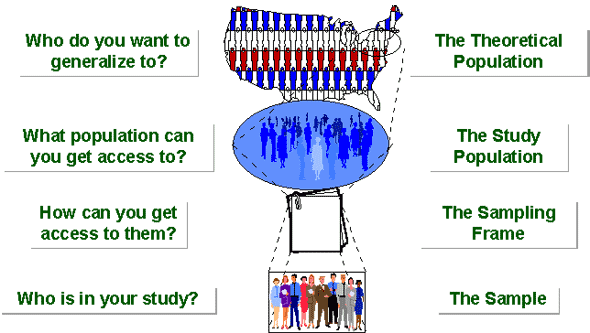 Who do you want to
generalize to?
The Theoretical
Population
What population can
you get access to?
The Study
Population
How can you get
access to them?
The Sampling
Frame
Who is in your study?
The Sample